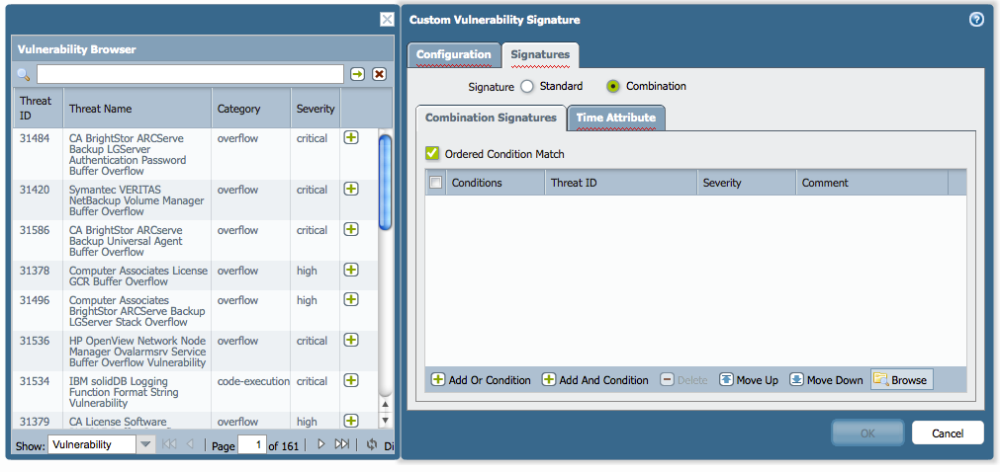 Vulnerability Browser
Threat
ID
Threat Name
Category
Severity
31484
CA BrightStor ARCServe
Backup LGServer
Authentication Password
Buffer Overflow
overflow
critical
31420
Symantec VERITAS
NetBackup Volume Manager
Buffer Overflow
overflow
critical
31586
CA BrightStor ARCserve
Backup Universal Agent
Buffer Overflow
overflow
critical
31378
Computer Associates License
GCR Buffer Overflow
overflow
high
31496
Computer Associates
BrightStor ARCServe Backup
LGServer Stack Overflow
overflow
high
31536
HP OpenView Network Node
Manager Ovalarmsrv Service
Buffer Overflow Vulnerability
overflow
critical
31534
IBM solidDB Logging
Function Format String
Vulnerability
code-execution
critical
31379
CA License Software
overflow
high
Show: Vulnerability
Page 1 of 161
Di
Custom Vulnerability Signature
Configuration
Signatures
Signature
Standard
Combination
Combination Signatures
Time Attribute
Ordered Condition Match
Conditions
Threat ID
Severity
Comment
Add Or Condition
Add And Condition
Delete
Move Up
Move Down
Browse
OK
Cancel